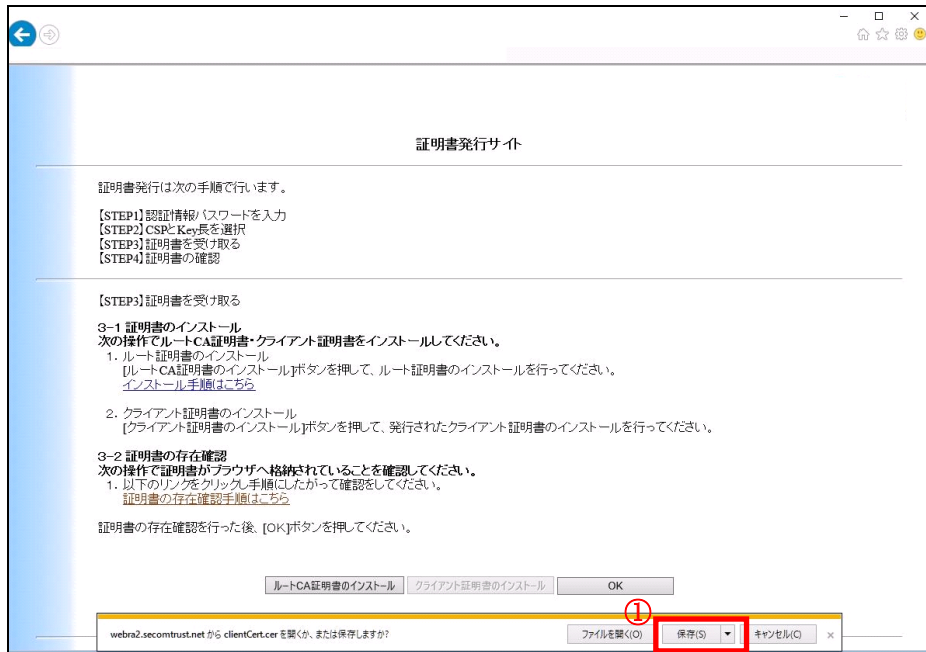 証明書発行サイト
証明書発行は次の手順で行います。
【STEP1】認証情報パスワードを入力
【STEP2】CSPとKey長を選択
【STEP3】証明書を受け取る
【STEP4】証明書の確認
【STEP3】証明書を受け取る
3-1 証明書のインストール
次の操作でルートCA証明書・クライアント証明書をインストールしてください。
1. ルート証明書のインストール
[ルートCA証明書のインストール]ボタンを押して、ルート証明書のインストールを行ってください。
インストール手順はこちら
2. クライアント証明書のインストール
[クライアント証明書のインストール]ボタンを押して、発行されたクライアント証明書のインストールを行ってください。
3-2 証明書の存在確認
次の操作で証明書がブラウザへ格納されていることを確認してください。
1. 以下のリンクをクリックし手順にしたがって確認をしてください。
証明書の存在確認手順はこちら
証明書の存在確認を行った後、[OK]ボタンを押してください。
ルートCA証明書のインストール クライアント証明書のインストール OK
①
webra2.secomtrust.net から clientCert.cer を開くか、または保存しますか? ファイルを開く(O) 保存(S) ▼ キャンセル(C) ×